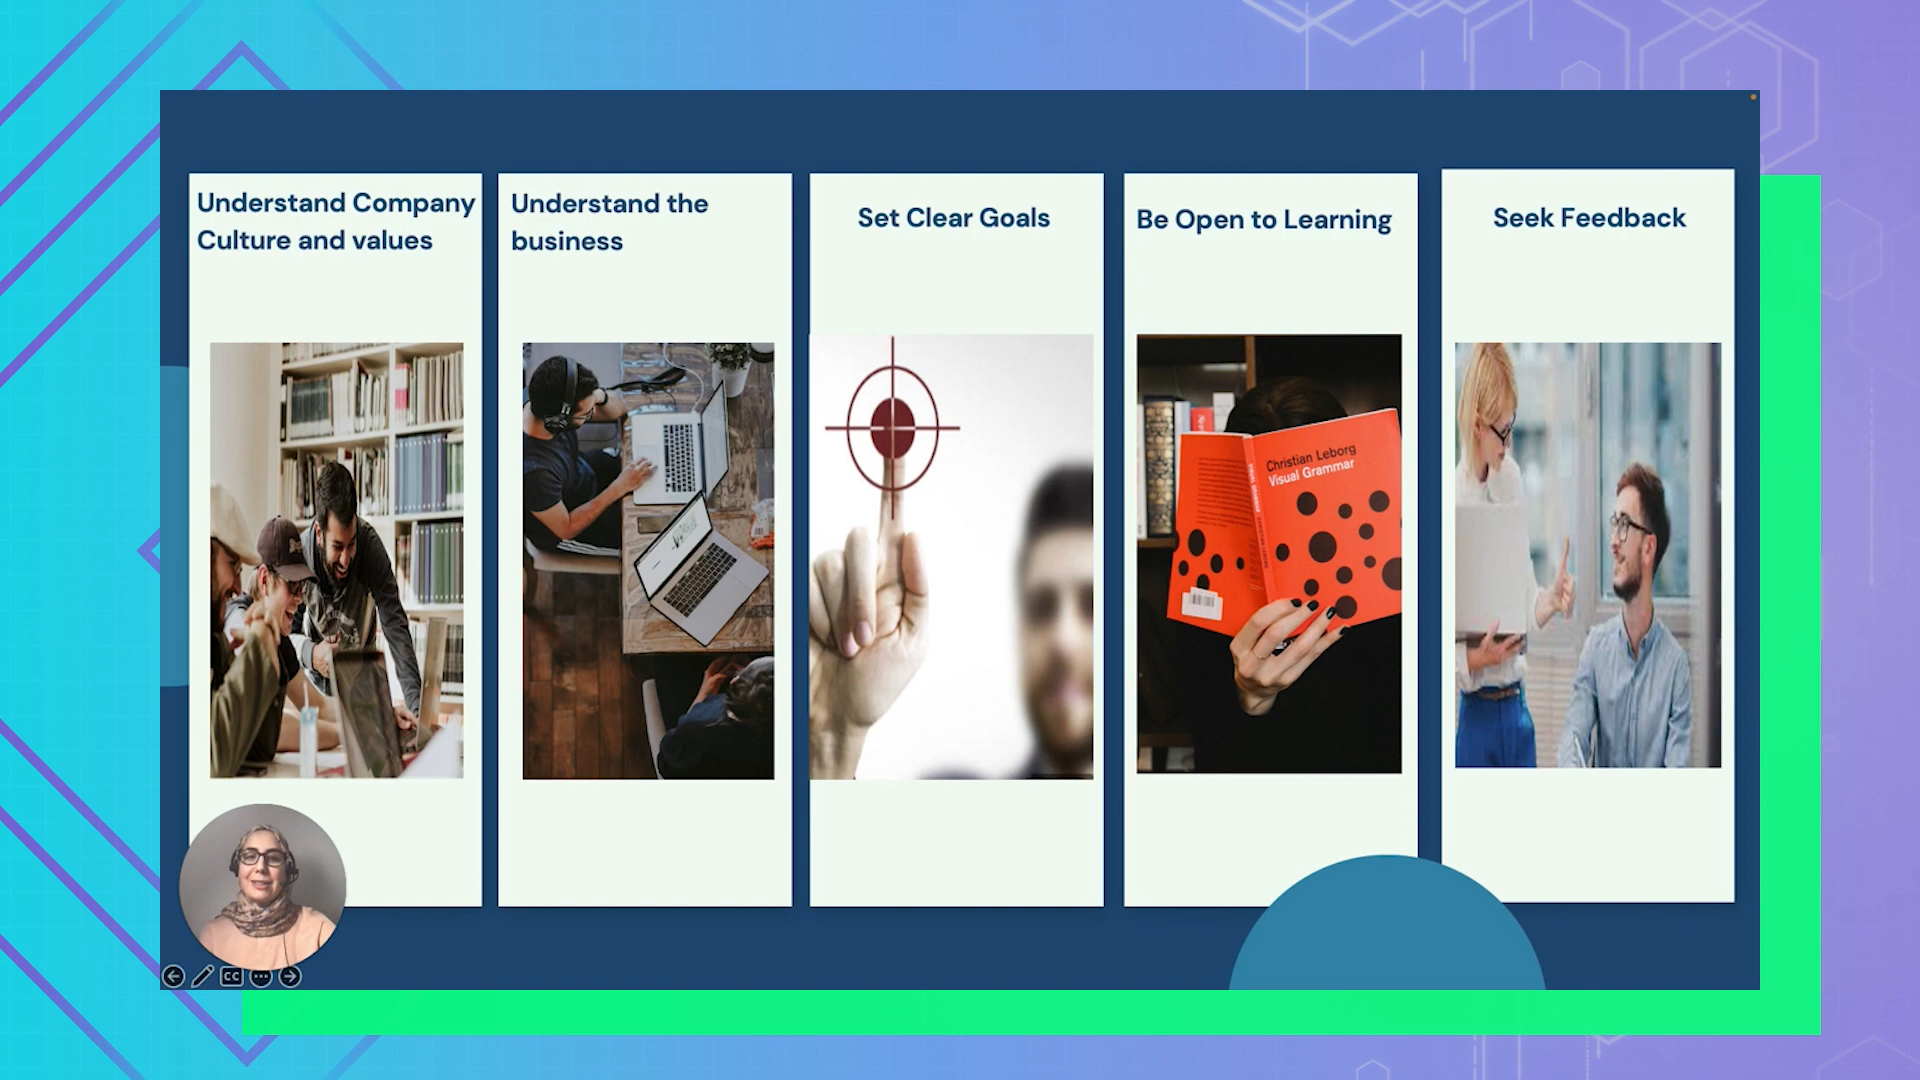 Understand Company
Culture and values
Understand the
business
Set Clear Goals
Be Open to Learning
Seek Feedback
Christian Leborg
Visual Grammar
CC